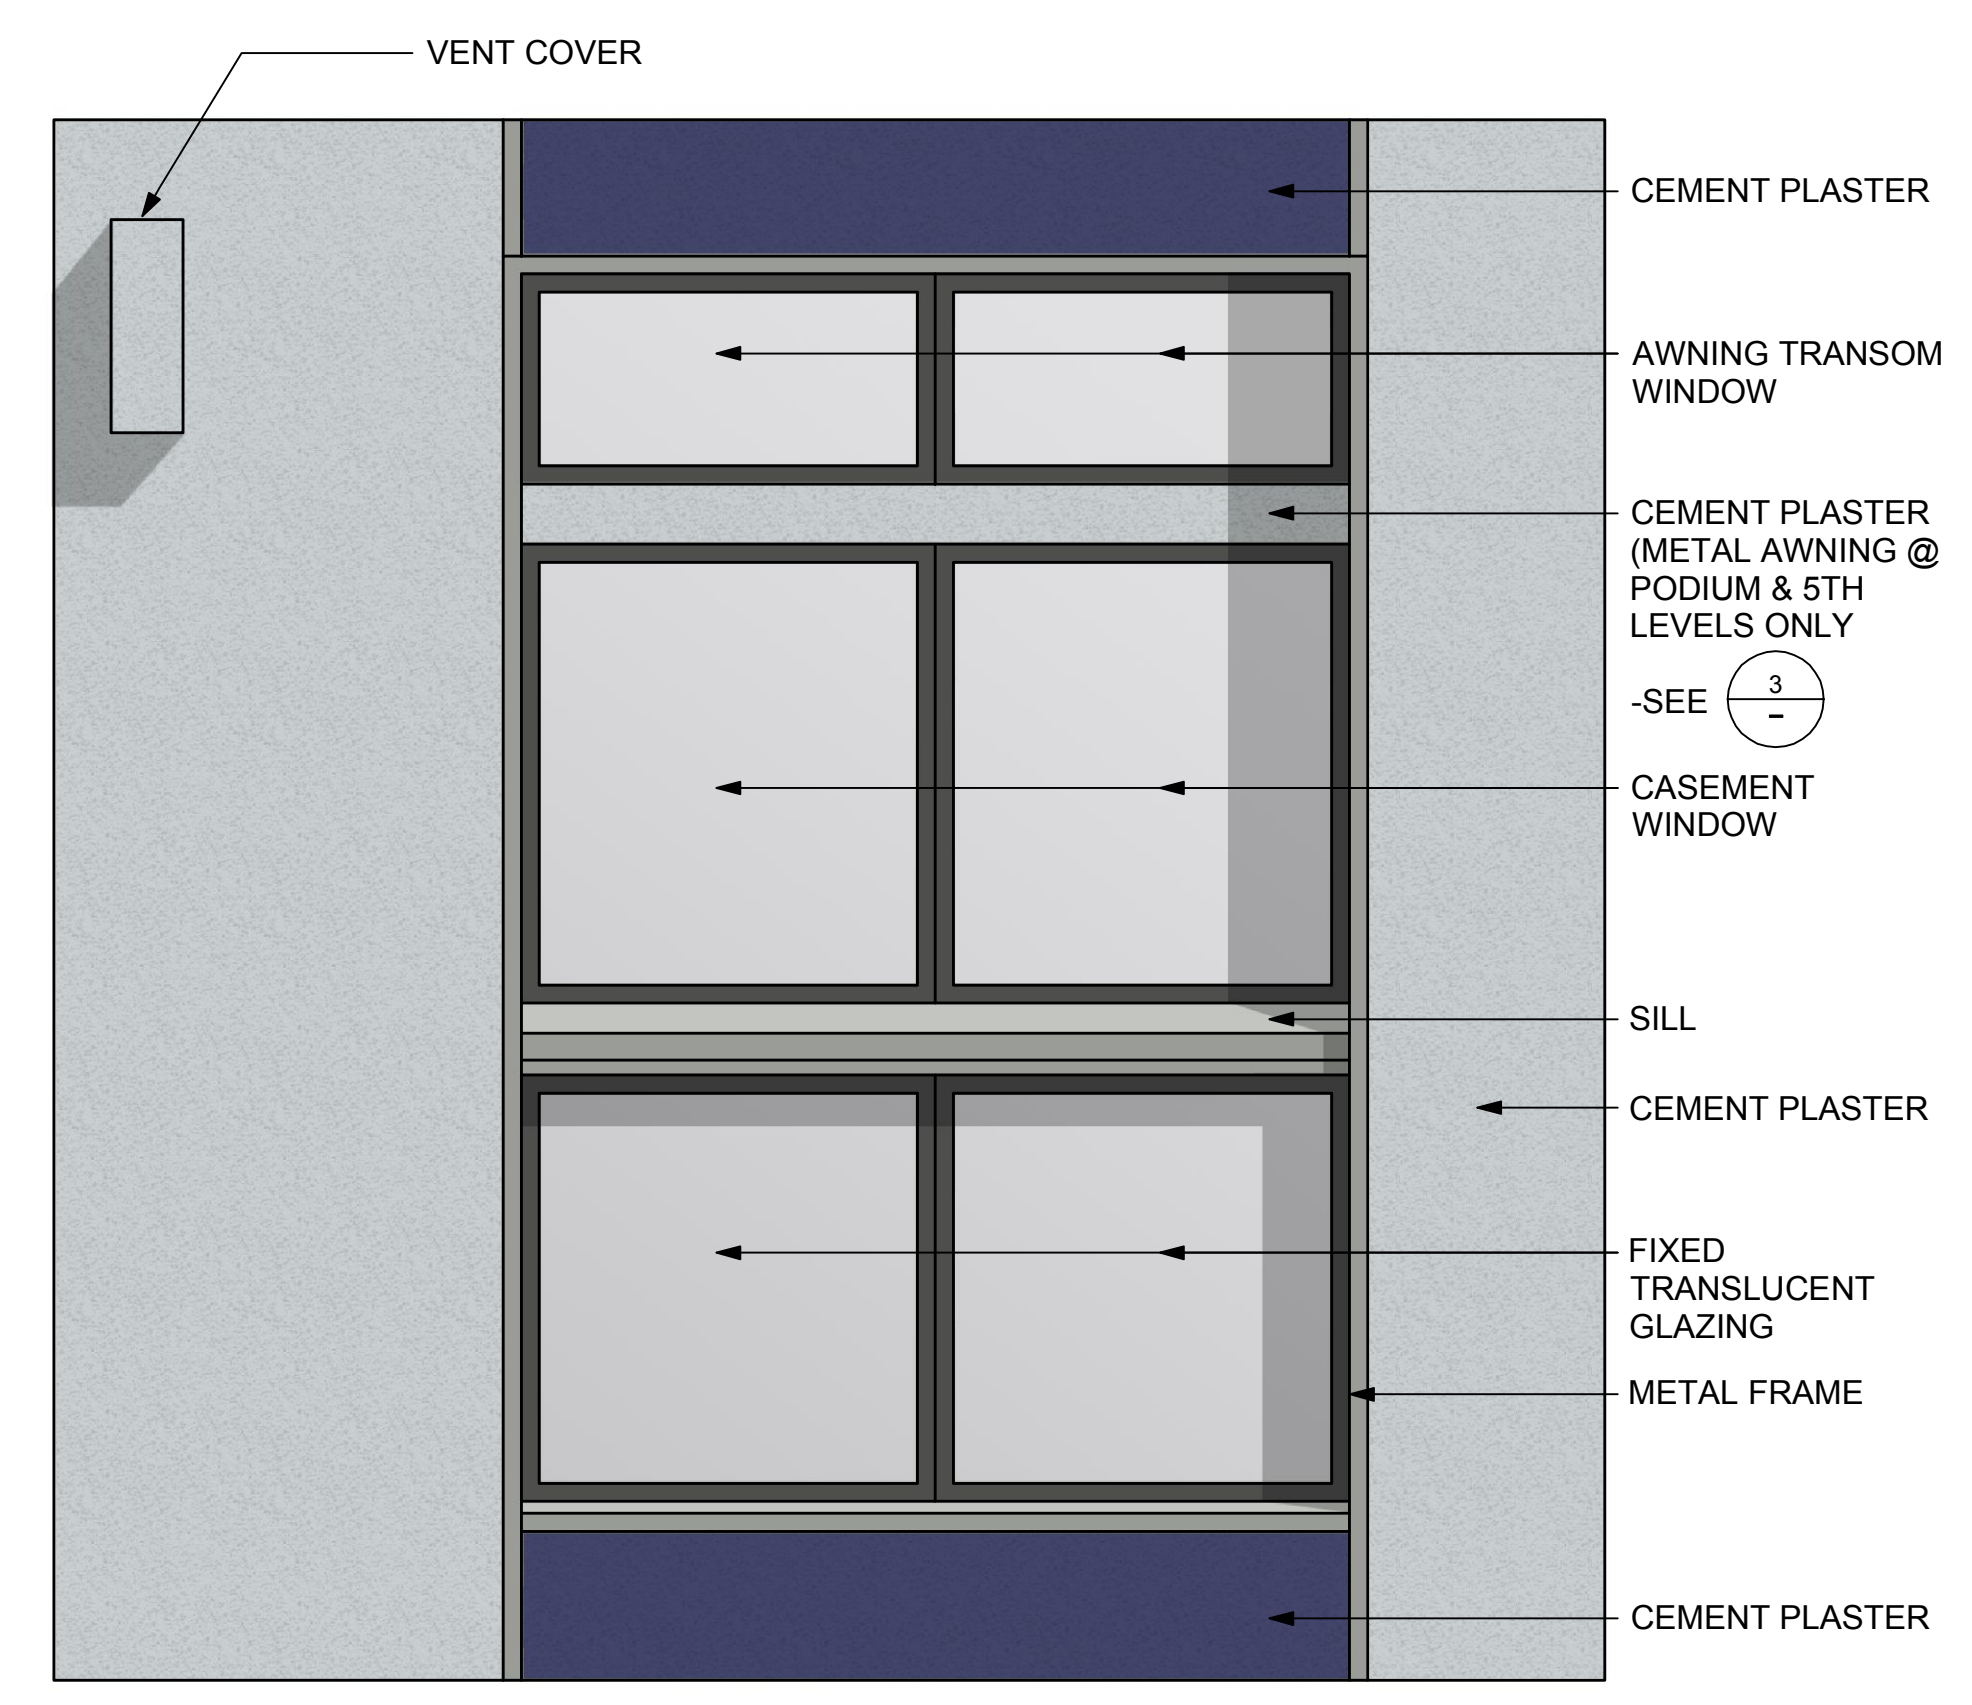 VENT COVER
CEMENT PLASTER
AWNING TRANSOM
WINDOW
CEMENT PLASTER
(METAL AWNING @
PODIUM & 5TH
LEVELS ONLY
-SEE 3
–
CASEMENT
WINDOW
SILL
CEMENT PLASTER
FIXED
TRANSLUCENT
GLAZING
METAL FRAME
CEMENT PLASTER